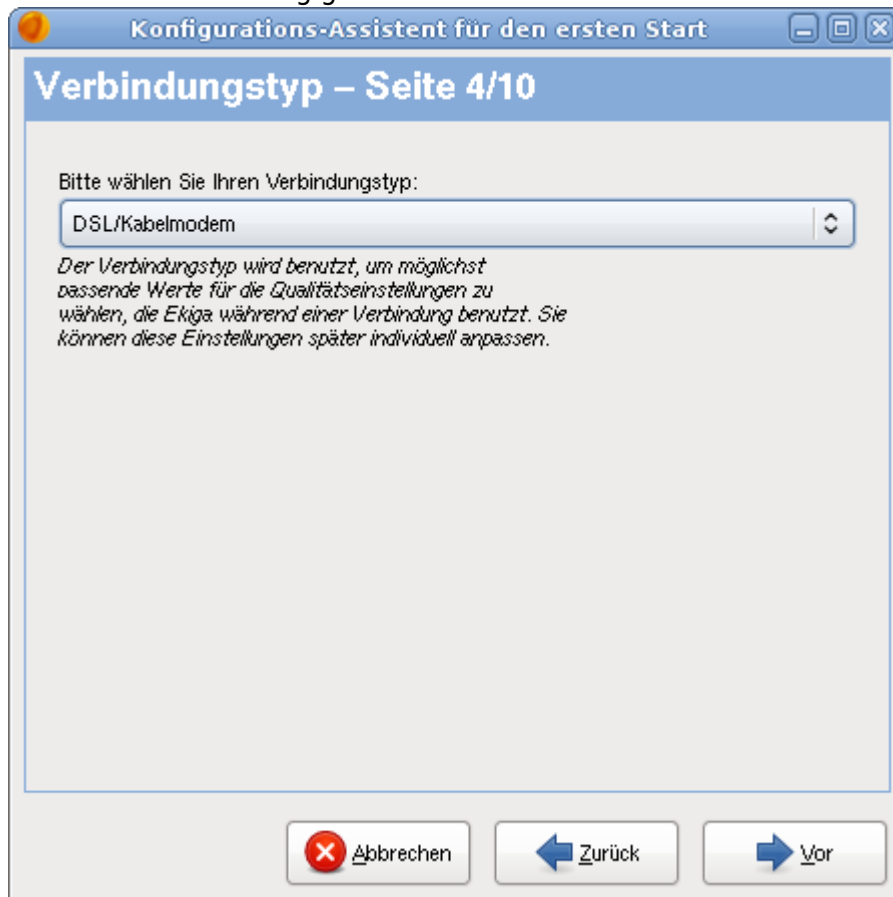 Konfigurations-Assistent für den ersten Start
Verbindungstyp – Seite 4/10
Bitte wählen Sie Ihren Verbindungstyp:
DSL/Kabelmodem
Der Verbindungstyp wird benutzt, um möglichst
passende Werte für die Qualitätseinstellungen zu
wählen, die Ekiga während einer Verbindung benutzt. Sie
können diese Einstellungen später individuell anpassen.
Abbrechen
Zurück
Vor